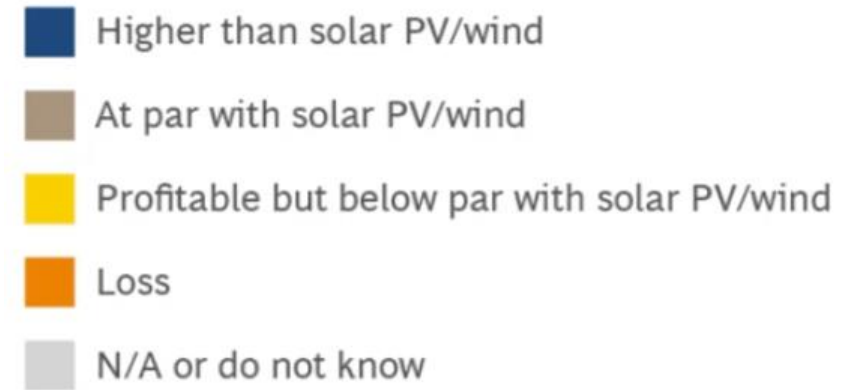 Higher than solar PV/wind
At par with solar PV/wind
Profitable but below par with solar PV/wind
Loss
N/A or do not know